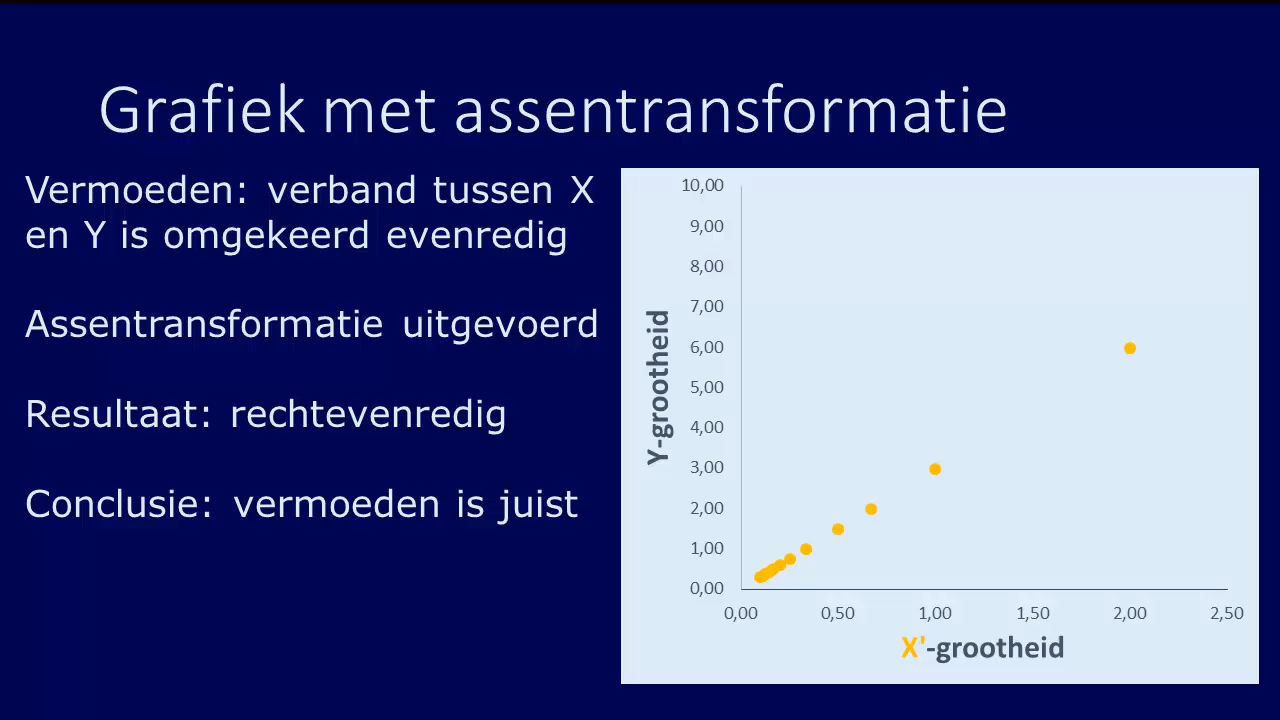 Grafiek met assentransformatie
Vermoeden: verband tussen X
en Y is omgekeerd evenredig
Assentransformatie uitgevoerd
Resultaat: rechtevenredig
Conclusie: vermoeden is juist
10,00
9,00
8,00
7,00
6,00
5,00
4,00
3,00
2,00
1,00
0,00
Y-grootheid
0,00 0,50 1,00 1,50 2,00 2,50
X'-grootheid